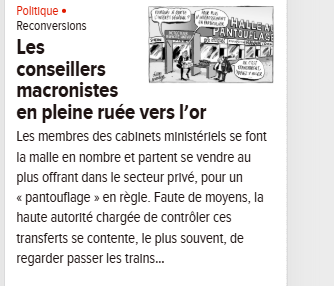 Politique •
Reconversions
HALLE AU
PANTOUFLAGE
Les
conseillers
macronistes
en pleine ruée vers l’or
Les membres des cabinets ministériels se font
la malle en nombre et partent se vendre au
plus offrant dans le secteur privé, pour un
« pantouflage » en règle. Faute de moyens, la
haute autorité chargée de contrôler ces
transferts se contente, le plus souvent, de
regarder passer les trains...